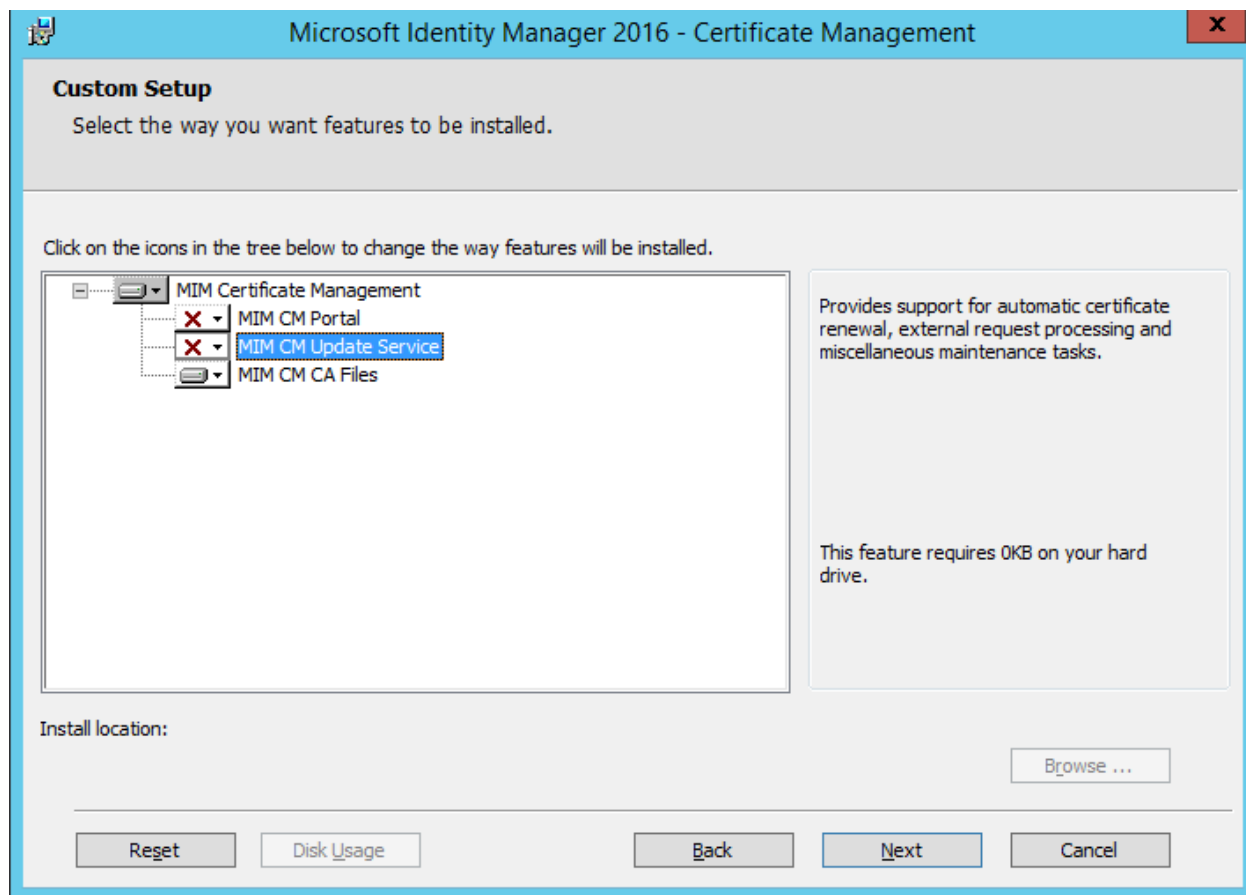 Microsoft Identity Manager 2016 - Certificate Management
X
Custom Setup
Select the way you want features to be installed.
Click on the icons in the tree below to change the way features will be installed.
MIM Certificate Management
MIM CM Portal
MIM CM Update Service
MIM CM CA Files
Provides support for automatic certificate
renewal, external request processing and
miscellaneous maintenance tasks.
This feature requires 0KB on your hard
drive.
Install location:
Browse ...
Reset
Disk Usage
Back
Next
Cancel